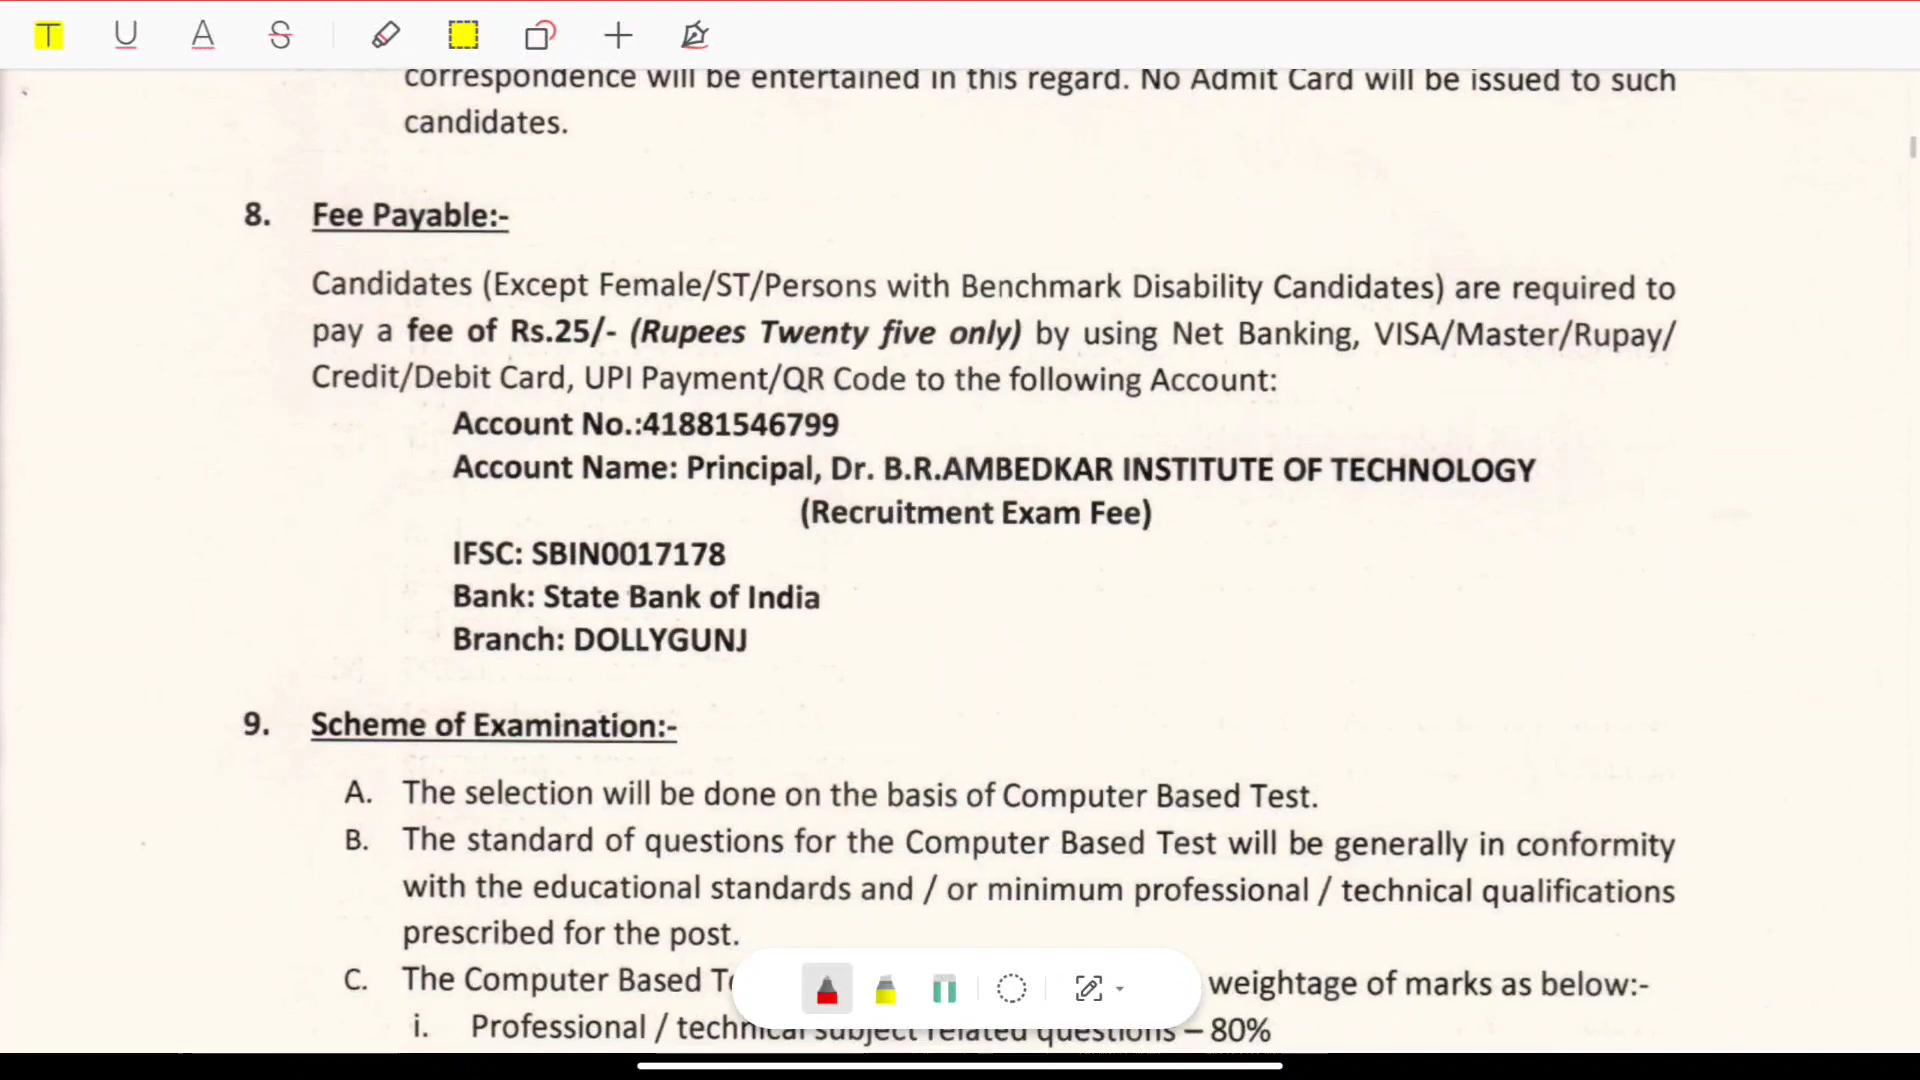 correspondence will be entertained in this regard. No Admit Card will be issued to such
candidates.
8. Fee Payable:-
Candidates (Except Female/ST/Persons with Benchmark Disability Candidates) are required to
pay a fee of Rs.25/- (Rupees Twenty five only) by using Net Banking, VISA/Master/Rupay/
Credit/Debit Card, UPI Payment/QR Code to the following Account:
Account No.:41881546799
Account Name: Principal, Dr. B.R.AMBEDKAR INSTITUTE OF TECHNOLOGY
(Recruitment Exam Fee)
IFSC: SBIN0017178
Bank: State Bank of India
Branch: DOLLYGUNJ
9. Scheme of Examination:-
A. The selection will be done on the basis of Computer Based Test.
B. The standard of questions for the Computer Based Test will be generally in conformity
with the educational standards and / or minimum professional / technical qualifications
prescribed for the post.
C. The Computer Based weightage of marks as below:-
i. Professional / technical subject related questions – 80%